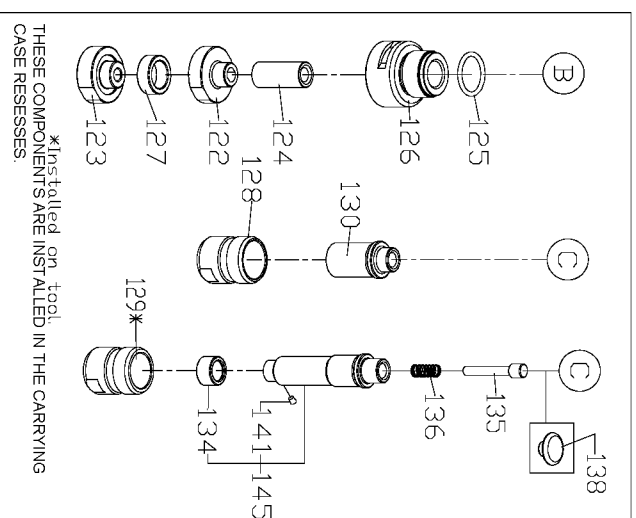 B
125
126
124
122
127
123
C
130
128
C
138
135
136
141
145
134
129*
*Installed on tool.
THESE COMPONENTS ARE INSTALLED IN THE CARRYING
CASE RESESSES.